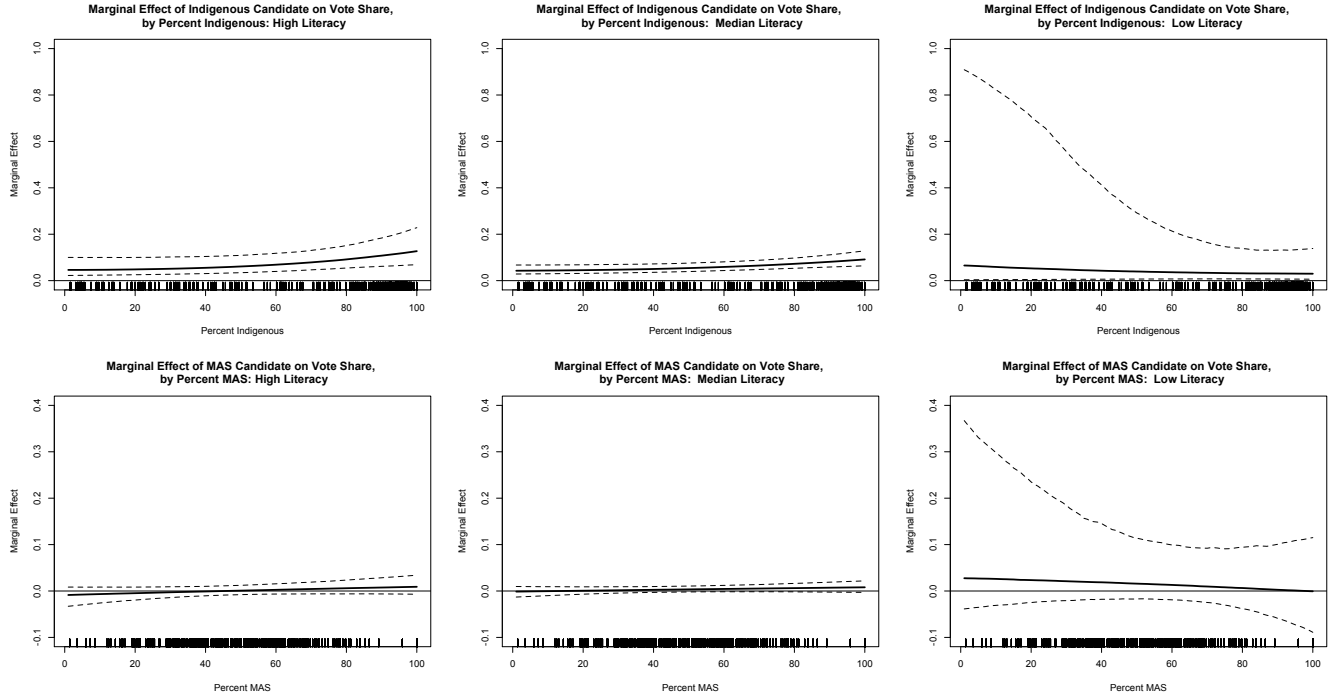 Marginal Effect of Indigenous Candidate on Vote Share,
by Percent Indigenous: High Literacy
Marginal Effect
1.0
0.8
0.6
0.4
0.2
0.0
0 20 40 60 80 100
Percent Indigenous
Marginal Effect of Indigenous Candidate on Vote Share,
by Percent Indigenous: Median Literacy
Marginal Effect
1.0
0.8
0.6
0.4
0.2
0.0
0 20 40 60 80 100
Percent Indigenous
Marginal Effect of Indigenous Candidate on Vote Share,
by Percent Indigenous: Low Literacy
Marginal Effect
1.0
0.8
0.6
0.4
0.2
0.0
0 20 40 60 80 100
Percent Indigenous
Marginal Effect of MAS Candidate on Vote Share,
by Percent MAS: High Literacy
Marginal Effect
0.4
0.3
0.2
0.1
0.0
-0.1
0 20 40 60 80 100
Percent MAS
Marginal Effect of MAS Candidate on Vote Share,
by Percent MAS: Median Literacy
Marginal Effect
0.4
0.3
0.2
0.1
0.0
-0.1
0 20 40 60 80 100
Percent MAS
Marginal Effect of MAS Candidate on Vote Share,
by Percent MAS: Low Literacy
Marginal Effect
0.4
0.3
0.2
0.1
0.0
-0.1
0 20 40 60 80 100
Percent MAS